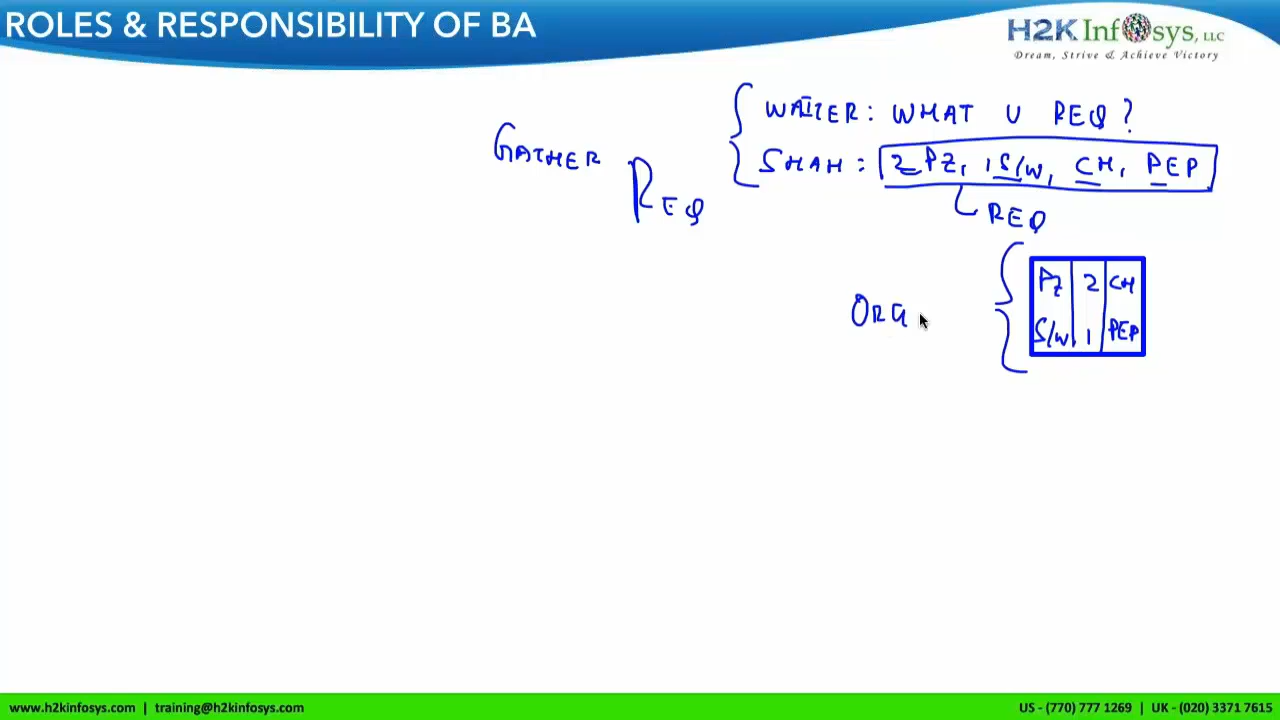 ROLES & RESPONSIBILITY OF BA
H2K Infosys, LLC
Dream, Strive & Achieve Victory
GATHER
REQ
WAITER: WHAT U REQ?
SHAH: 2 PZ, 1 S/W, CH, PEP
REQ
ORG
PZ 2 CH
S/W 1 PEP
www.h2kinfosys.com | training@h2kinfosys.com
US - (770) 777 1269 | UK - (020) 3371 7615